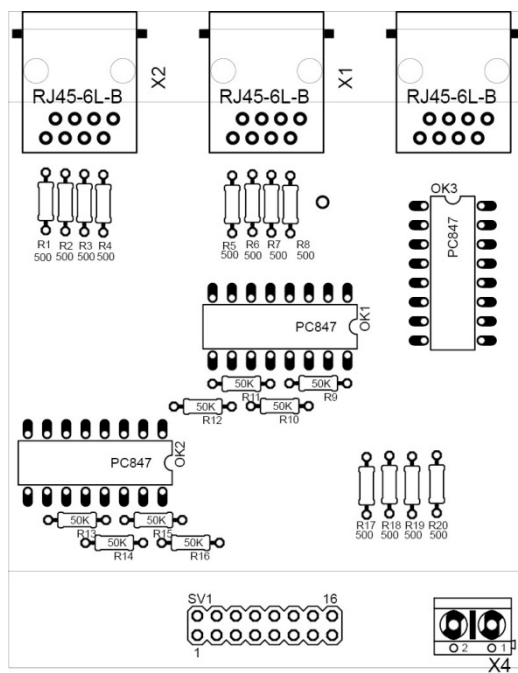 X2
X1
RJ45-6L-B
RJ45-6L-B
RJ45-6L-B
OK3
PC847
R1 R2 R3 R4
500 500 500 500
R5 R6 R7 R8
500 500 500 500
PC847
OK1
50K
R11
50K
R9
50K
R12
50K
R10
PC847
OK2
50K
R13
50K
R15
50K
R14
50K
R16
R17 R18 R19 R20
500 500 500 500
SV1
16
1
2
1
X4